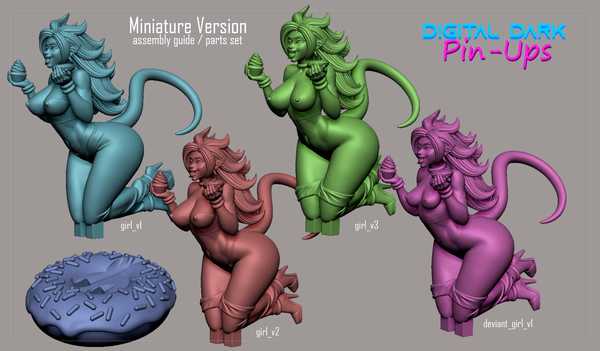 Miniature Version
assembly guide / parts set
DIGITAL DARK
Pin-Ups
girl_v1
girl_v3
girl_v2
deviant_girl_v1